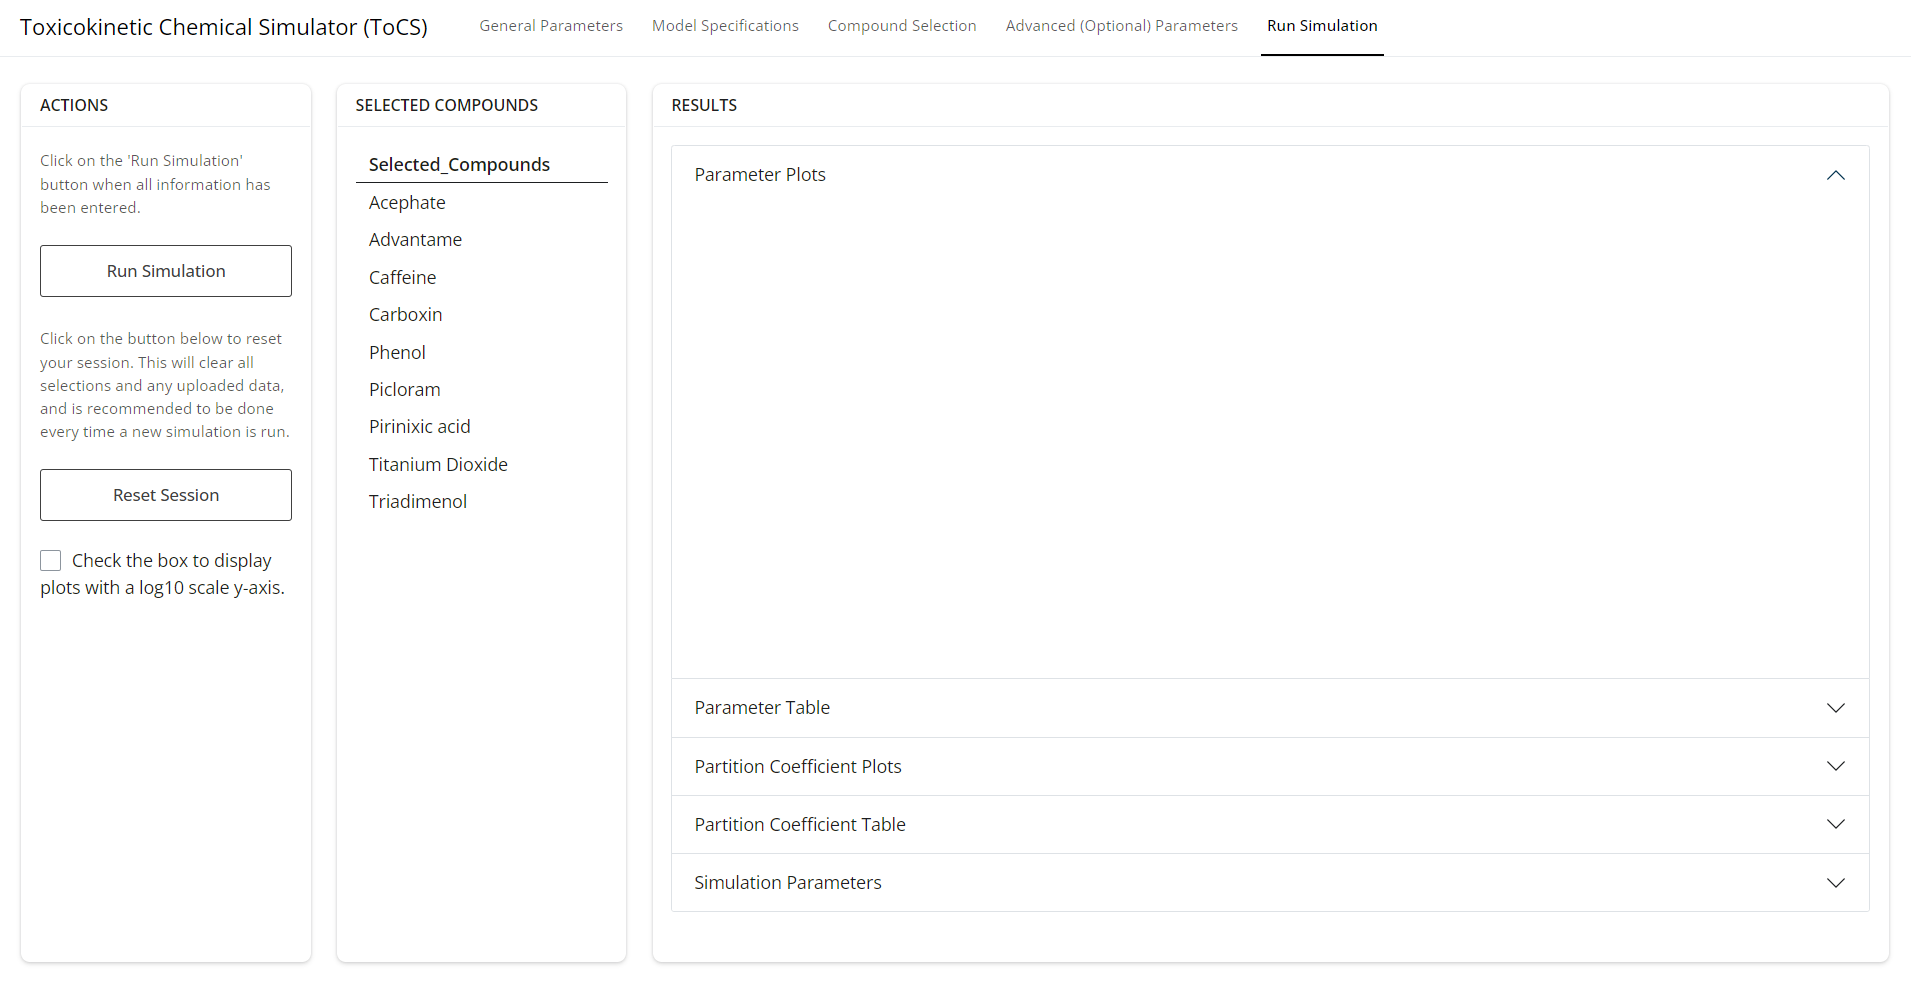 Toxicokinetic Chemical Simulator (ToCS)
General Parameters
Model Specifications
Compound Selection
Advanced (Optional) Parameters
Run Simulation
ACTIONS
Click on the 'Run Simulation'
button when all information has
been entered.
Run Simulation
Click on the button below to reset
your session. This will clear all
selections and any uploaded data,
and is recommended to be done
every time a new simulation is run.
Reset Session
Check the box to display
plots with a log10 scale y-axis.
SELECTED COMPOUNDS
Selected_Compounds
Acephate
Advantame
Caffeine
Carboxin
Phenol
Picloram
Pirinixic acid
Titanium Dioxide
Triadimenol
RESULTS
Parameter Plots
Parameter Table
Partition Coefficient Plots
Partition Coefficient Table
Simulation Parameters